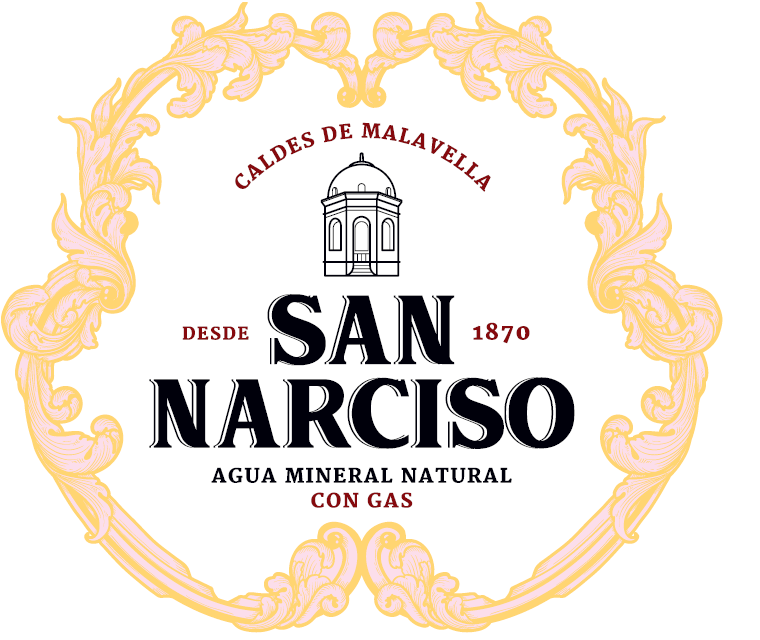 CALDES DE MALAVELLA
DESDE SAN 1870
NARCISO
AGUA MINERAL NATURAL
CON GAS